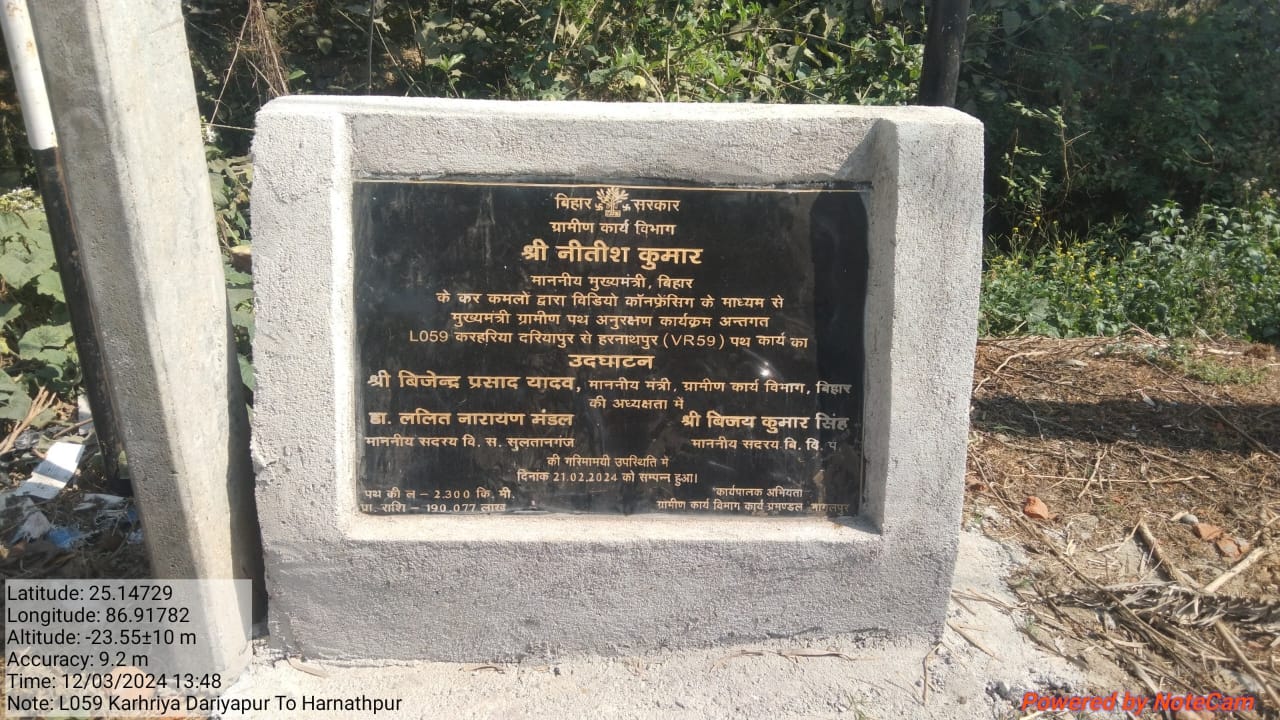 बिहार सरकार
ग्रामीण कार्य विभाग
श्री नीतीश कुमार
माननीय मुख्यमंत्री, बिहार
के कर कमलो द्वारा विडियो कॉनफ्रेंसिग के माध्यम से
मुख्यमंत्री ग्रामीण पथ अनुरक्षण कार्यक्रम अन्तगत
L059 करहरिया दरियापुर से हरनाथपुर (VR59) पथ कार्य का
उदघाटन
श्री बिजेन्द्र प्रसाद यादव, माननीय मंत्री, ग्रामीण कार्य विभाग, बिहार
की अध्यक्षता में
डा. ललित नारायण मंडल श्री बिजय कुमार सिंह
माननीय सदस्य वि. स. सुलतानगंज माननीय सदस्य बि. वि. प.
की गरिमामयी उपस्थिति में
दिनाक 21.02.2024 को सम्पन्न हुआ।
पथ की ल - 2.300 कि. मी. कार्यपालक अभियता
प्रा. राशि - 190.077 लाख ग्रामीण कार्य विभाग कार्य प्रमण्डल भागलपुर
Latitude: 25.14729
Longitude: 86.91782
Altitude: -23.55±10 m
Accuracy: 9.2 m
Time: 12/03/2024 13:48
Note: L059 Karhriya Dariyapur To Harnathpur
Powered by NoteCam